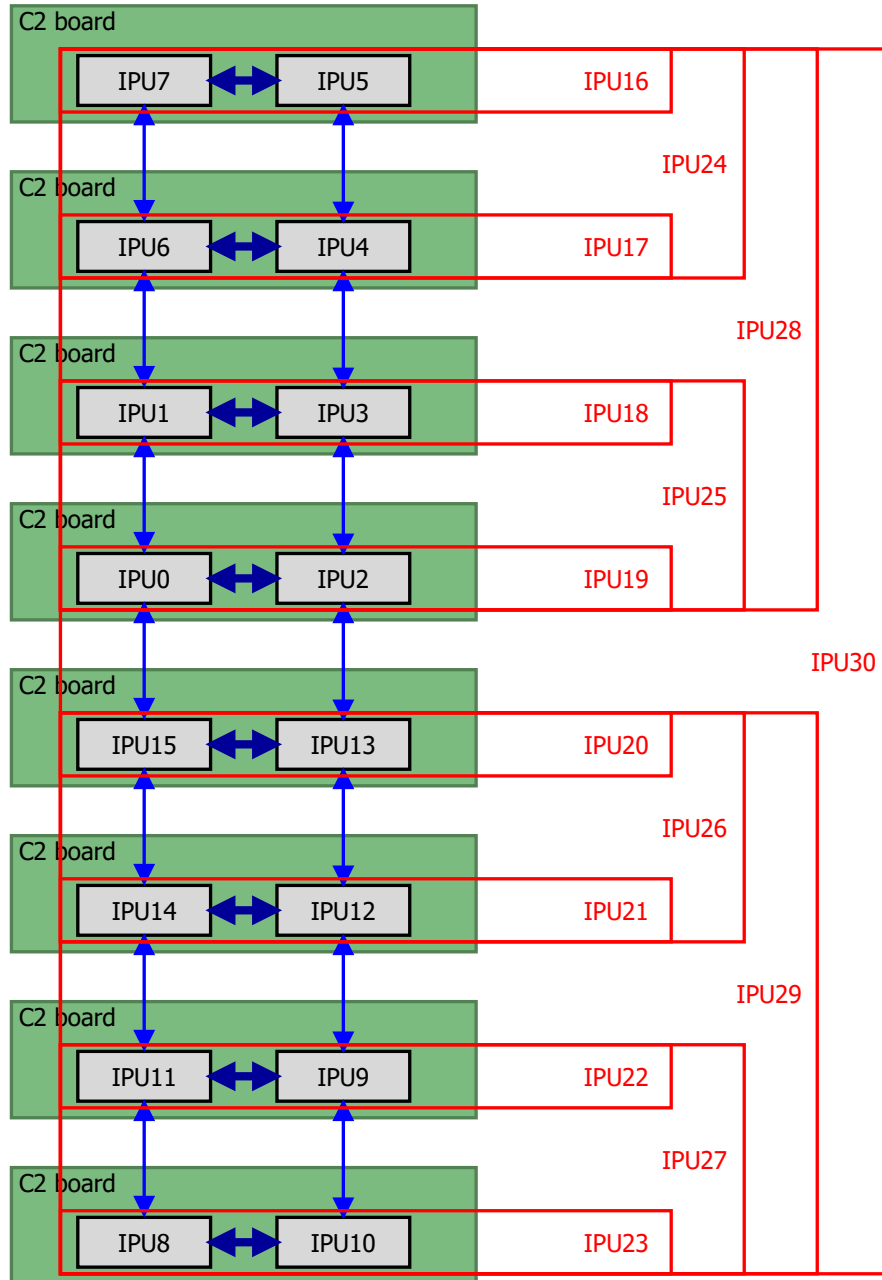 C2 board
IPU7 IPU5 IPU16
IPU24
C2 board
IPU6 IPU4 IPU17
IPU28
C2 board
IPU1 IPU3 IPU18
IPU25
C2 board
IPU0 IPU2 IPU19
IPU30
C2 board
IPU15 IPU13 IPU20
IPU26
C2 board
IPU14 IPU12 IPU21
IPU29
C2 board
IPU11 IPU9 IPU22
IPU27
C2 board
IPU8 IPU10 IPU23